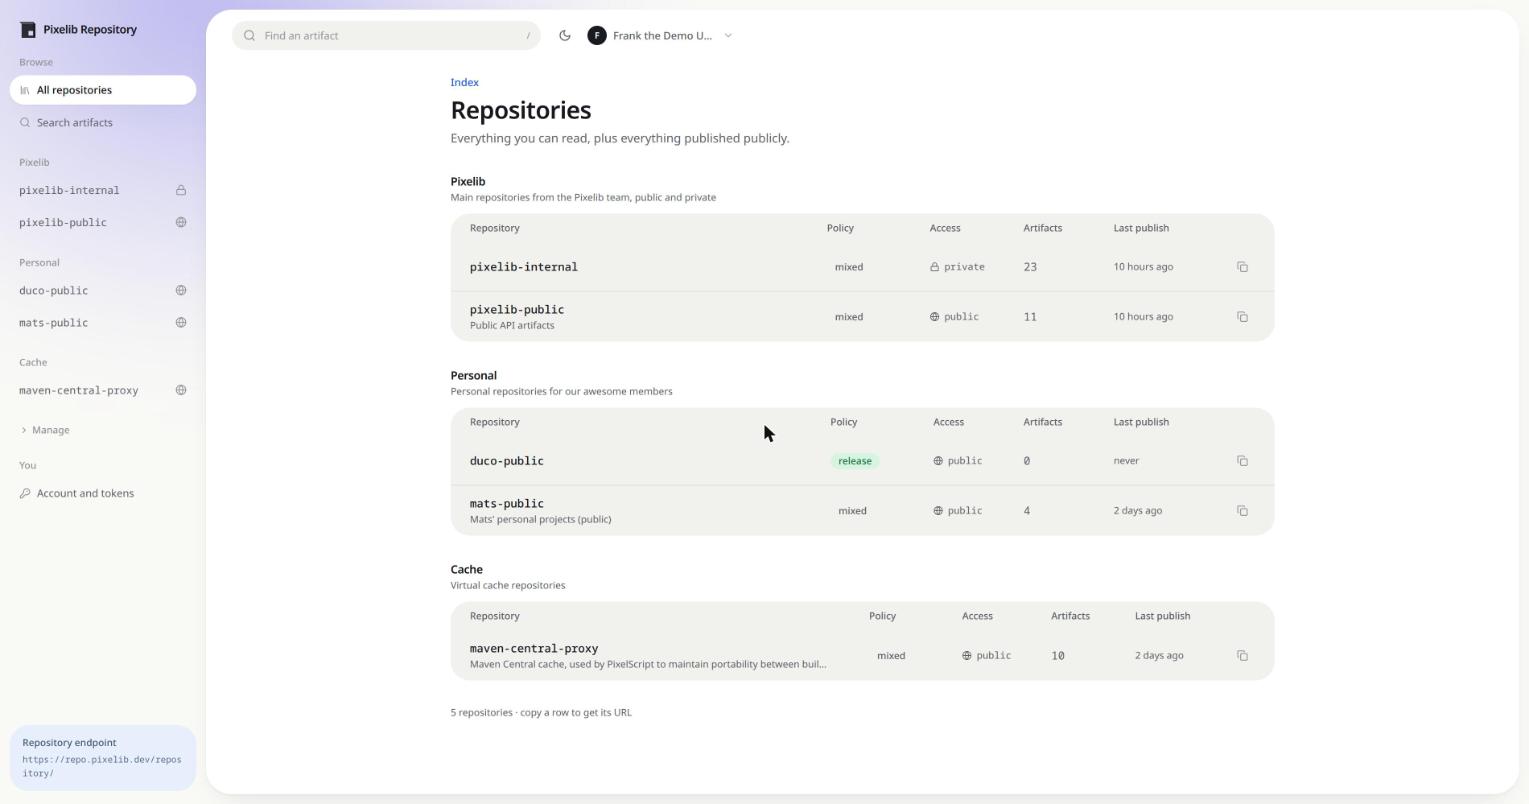 Pixelib Repository
Browse
All repositories
Search artifacts
Pixelib
pixelib-internal
pixelib-public
Personal
duco-public
mats-public
Cache
maven-central-proxy
Manage
You
Account and tokens
Repository endpoint
https://repo.pixelib.dev/repos
itory/
Find an artifact /
F Frank the Demo U...
Index
Repositories
Everything you can read, plus everything published publicly.
Pixelib
Main repositories from the Pixelib team, public and private
Repository Policy Access Artifacts Last publish
pixelib-internal mixed private 23 10 hours ago
pixelib-public mixed public 11 10 hours ago
Public API artifacts
Personal
Personal repositories for our awesome members
Repository Policy Access Artifacts Last publish
duco-public release public 0 never
mats-public mixed public 4 2 days ago
Mats' personal projects (public)
Cache
Virtual cache repositories
Repository Policy Access Artifacts Last publish
maven-central-proxy mixed public 10 2 days ago
Maven Central cache, used by PixelScript to maintain portability between buil...
5 repositories · copy a row to get its URL